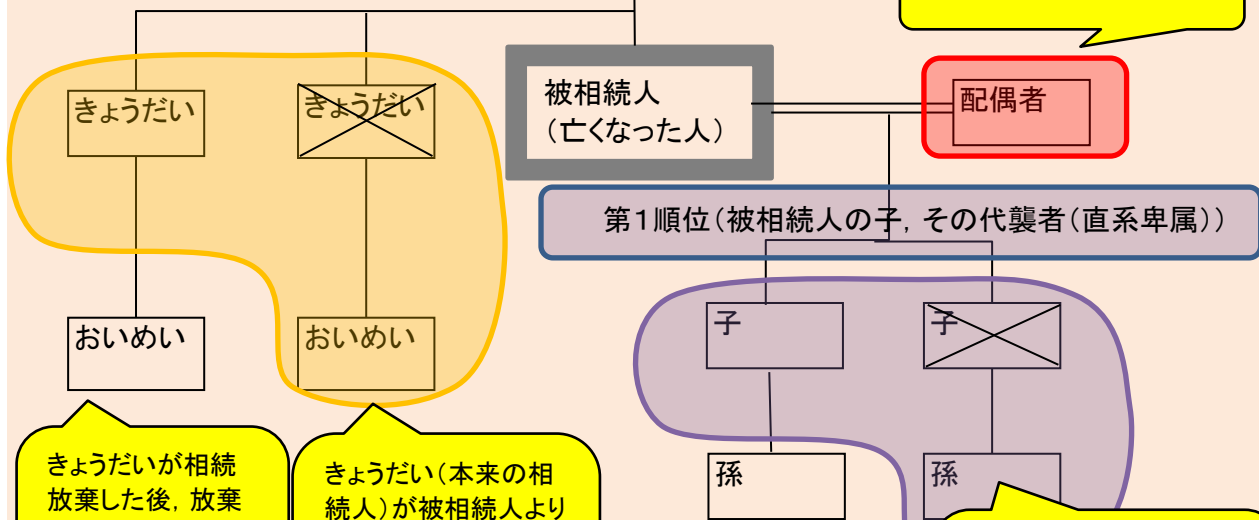 きょうだい
きょうだい
被相続人
（亡くなった人）
配偶者
第１順位（被相続人の子，その代襲者（直系卑属））
おいめい
おいめい
子
子
きょうだいが相続
放棄した後，放棄
きょうだい（本来の相
続人）が被相続人より
孫
孫